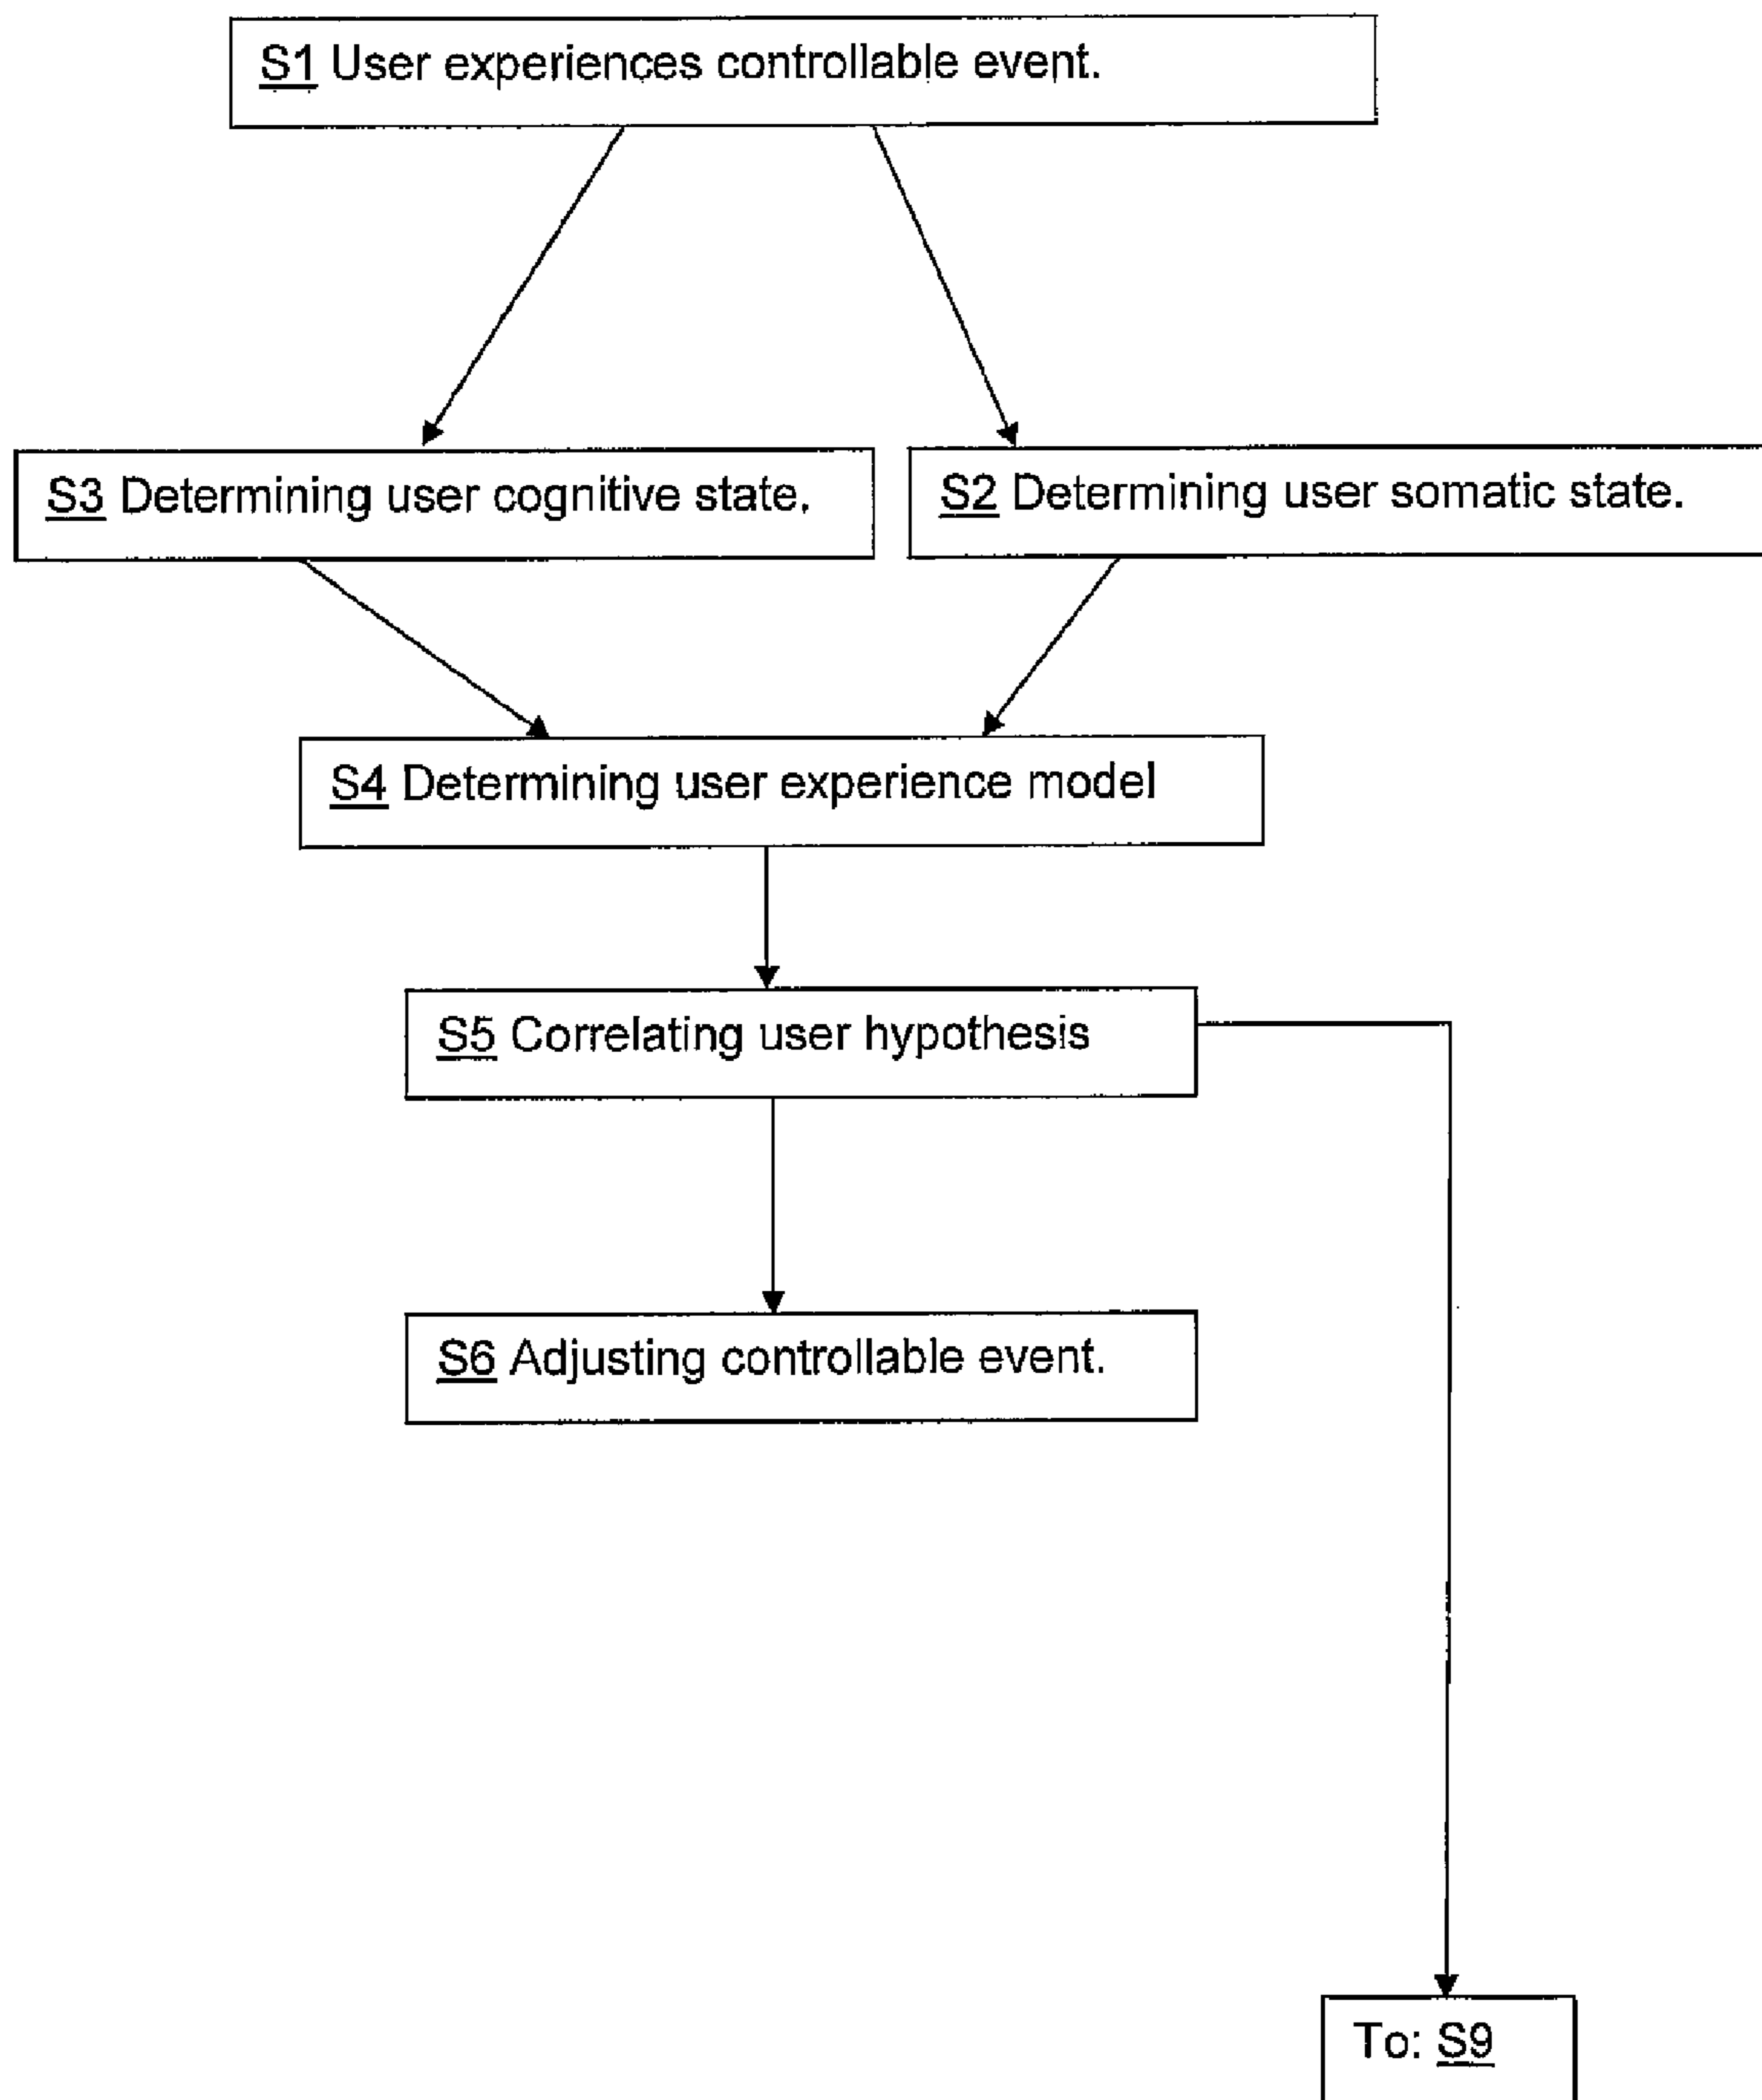 S1 User experiences controllable event.
S3 Determining user cognitive state.
S2 Determining user somatic state.
S4 Determining user experience model
S5 Correlating user hypothesis
S6 Adjusting controllable event.
To: S9